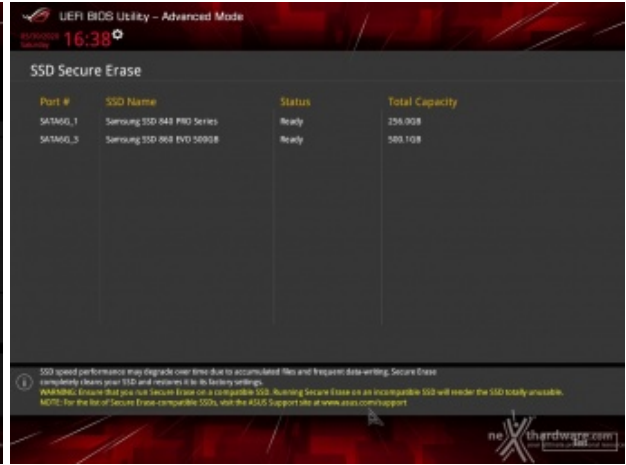 UEFI BIOS Utility – Advanced Mode
Saturday 16:38
SSD Secure Erase
Port # SSD Name Status Total Capacity
SATA6G_1 Samsung SSD 840 PRO Series Ready 256.0GB
SATA6G_3 Samsung SSD 860 EVO 500GB Ready 500.1GB
SSD speed performance may degrade over time due to accumulated files and frequent data-writing. Secure Erase
completely cleans your SSD and restores it to its factory settings.
WARNING: Ensure that you run Secure Erase on a compatible SSD. Running Secure Erase on an incompatible SSD will render the SSD totally unusable.
NOTE: For the list of Secure Erase-compatible SSDs, visit the ASUS Support site at www.asus.com/support
nexthardware.com